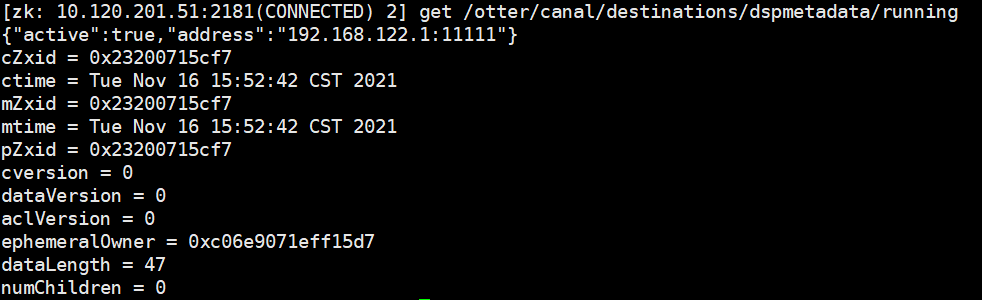 [zk: 10.120.201.51:2181(CONNECTED) 2] get /otter/canal/destinations/dspmetadata/running
{"active":true,"address":"192.168.122.1:11111"}
cZxid = 0x23200715cf7
ctime = Tue Nov 16 15:52:42 CST 2021
mZxid = 0x23200715cf7
mtime = Tue Nov 16 15:52:42 CST 2021
pZxid = 0x23200715cf7
cversion = 0
dataVersion = 0
aclVersion = 0
ephemeralOwner = 0xc06e9071eff15d7
dataLength = 47
numChildren = 0